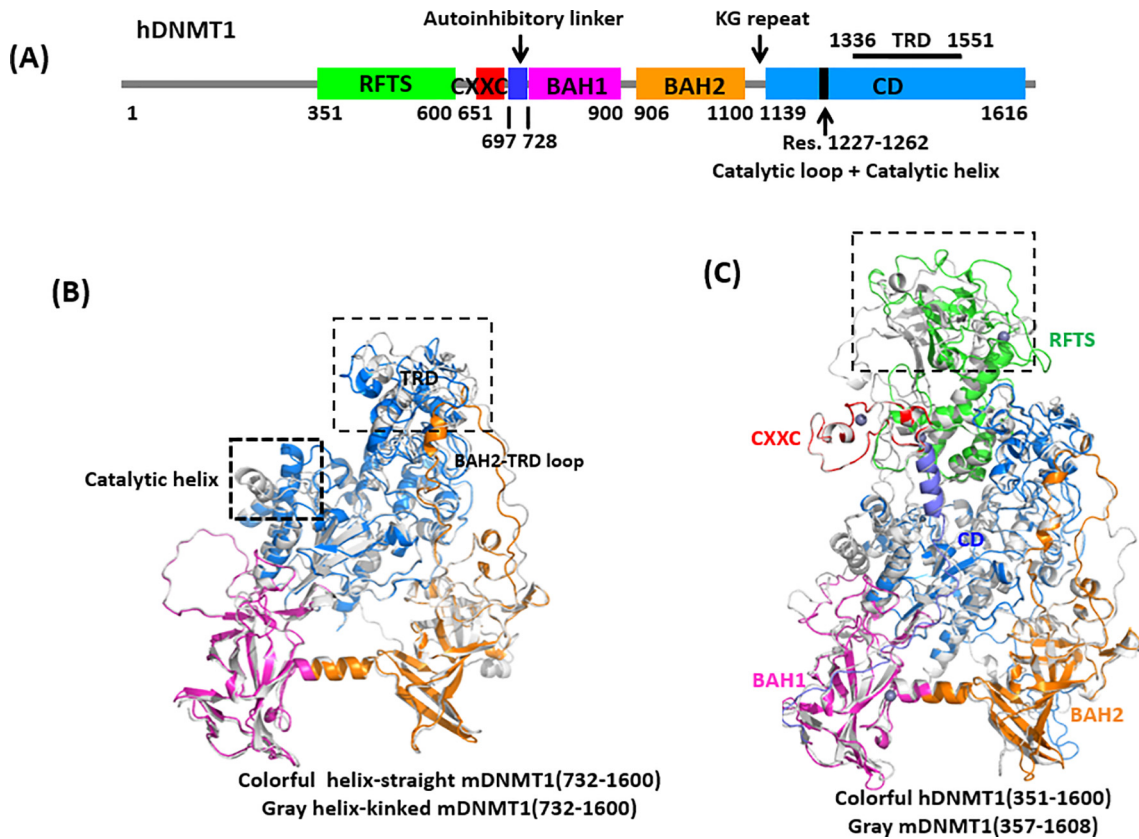 (A)
hDNMT1
Autoinhibitory linker
KG repeat
1336 TRD 1551
RFTS
CXXC
BAH1
BAH2
CD
1 351 600 651 900 906 1100 1139 1616
697 728
Res. 1227-1262
Catalytic loop + Catalytic helix
(B)
TRD
BAH2-TRD loop
Catalytic helix
Colorful helix-straight mDNMT1(732-1600)
Gray helix-kinked mDNMT1(732-1600)
(C)
RFTS
CXXC
CD
BAH1
BAH2
Colorful hDNMT1(351-1600)
Gray mDNMT1(357-1608)